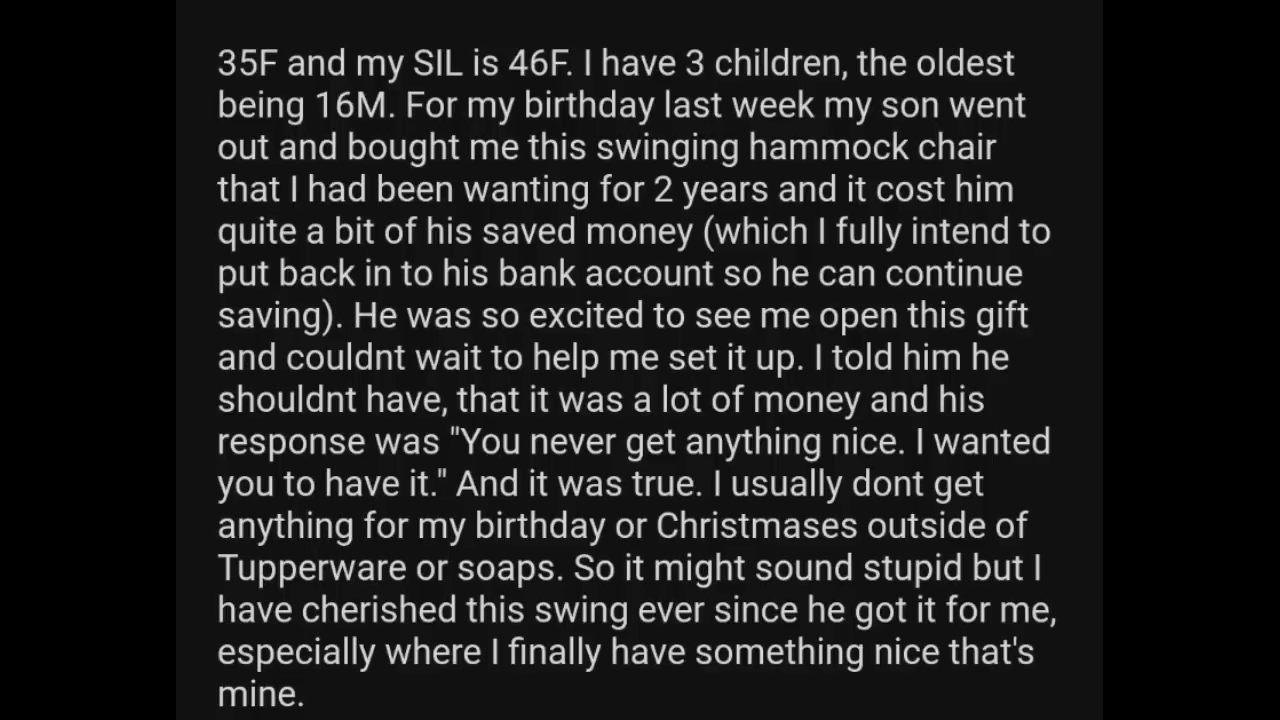 35F and my SIL is 46F. I have 3 children, the oldest
being 16M. For my birthday last week my son went
out and bought me this swinging hammock chair
that I had been wanting for 2 years and it cost him
quite a bit of his saved money (which I fully intend to
put back in to his bank account so he can continue
saving). He was so excited to see me open this gift
and couldnt wait to help me set it up. I told him he
shouldnt have, that it was a lot of money and his
response was "You never get anything nice. I wanted
you to have it." And it was true. I usually dont get
anything for my birthday or Christmases outside of
Tupperware or soaps. So it might sound stupid but I
have cherished this swing ever since he got it for me,
especially where I finally have something nice that's
mine.